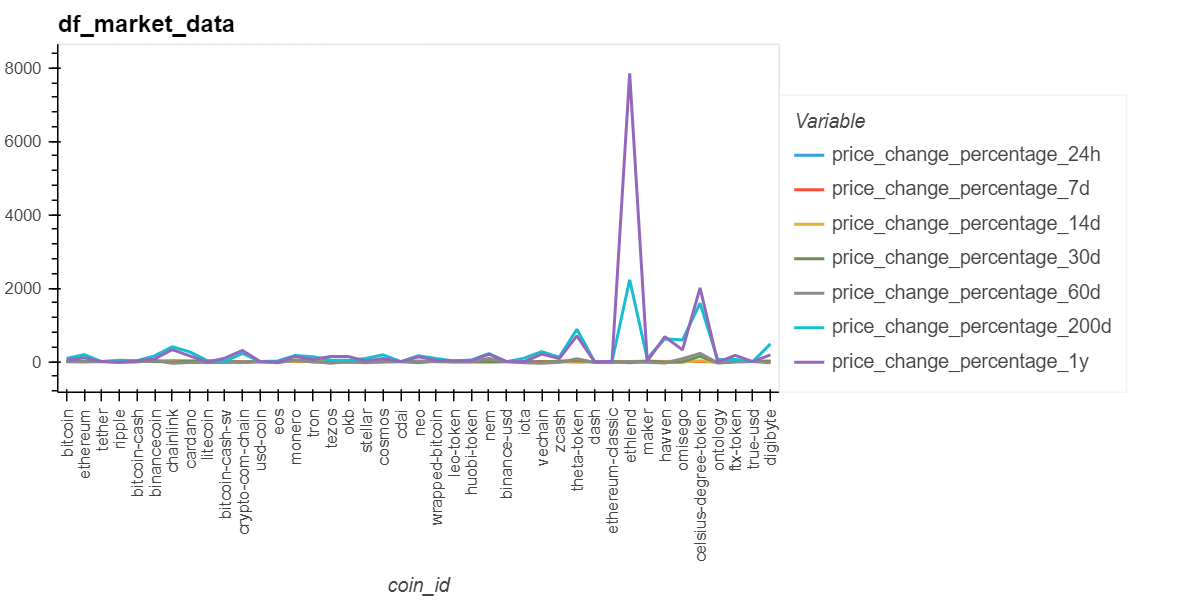 df_market_data
8000
6000
4000
2000
0
Variable
price_change_percentage_24h
price_change_percentage_7d
price_change_percentage_14d
price_change_percentage_30d
price_change_percentage_60d
price_change_percentage_200d
price_change_percentage_1y
bitcoin
ethereum
tether
ripple
bitcoin-cash
binancecoin
chainlink
cardano
litecoin
bitcoin-cash-sv
crypto-com-chain
usd-coin
eos
monero
tron
tezos
okb
stellar
cosmos
cdai
neo
wrapped-bitcoin
leo-token
huobi-token
nem
binance-usd
iota
vechain
zcash
theta-token
dash
ethereum-classic
ethlend
maker
havven
omisego
celsius-degree-token
ontology
ftx-token
true-usd
digibyte
coin_id